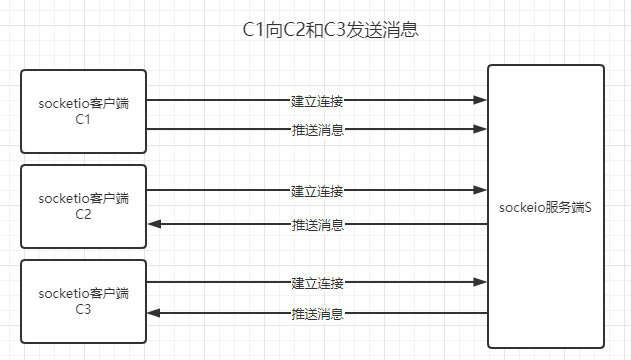 C1向C2和C3发送消息
socketio客户端
C1
建立连接
推送消息
socketio客户端
C2
建立连接
推送消息
sockeio服务端S
socketio客户端
C3
建立连接
推送消息